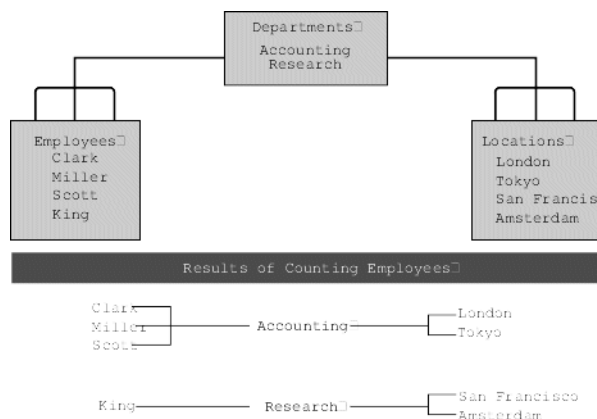 Departments
Accounting
Research
Employees
Clark
Miller
Scott
King
Locations
London
Tokyo
San Francis
Amsterdam
Results of Counting Employees
Clark
Miller
Scott
Accounting
London
Tokyo
King
Research
San Francisco
Amsterdam